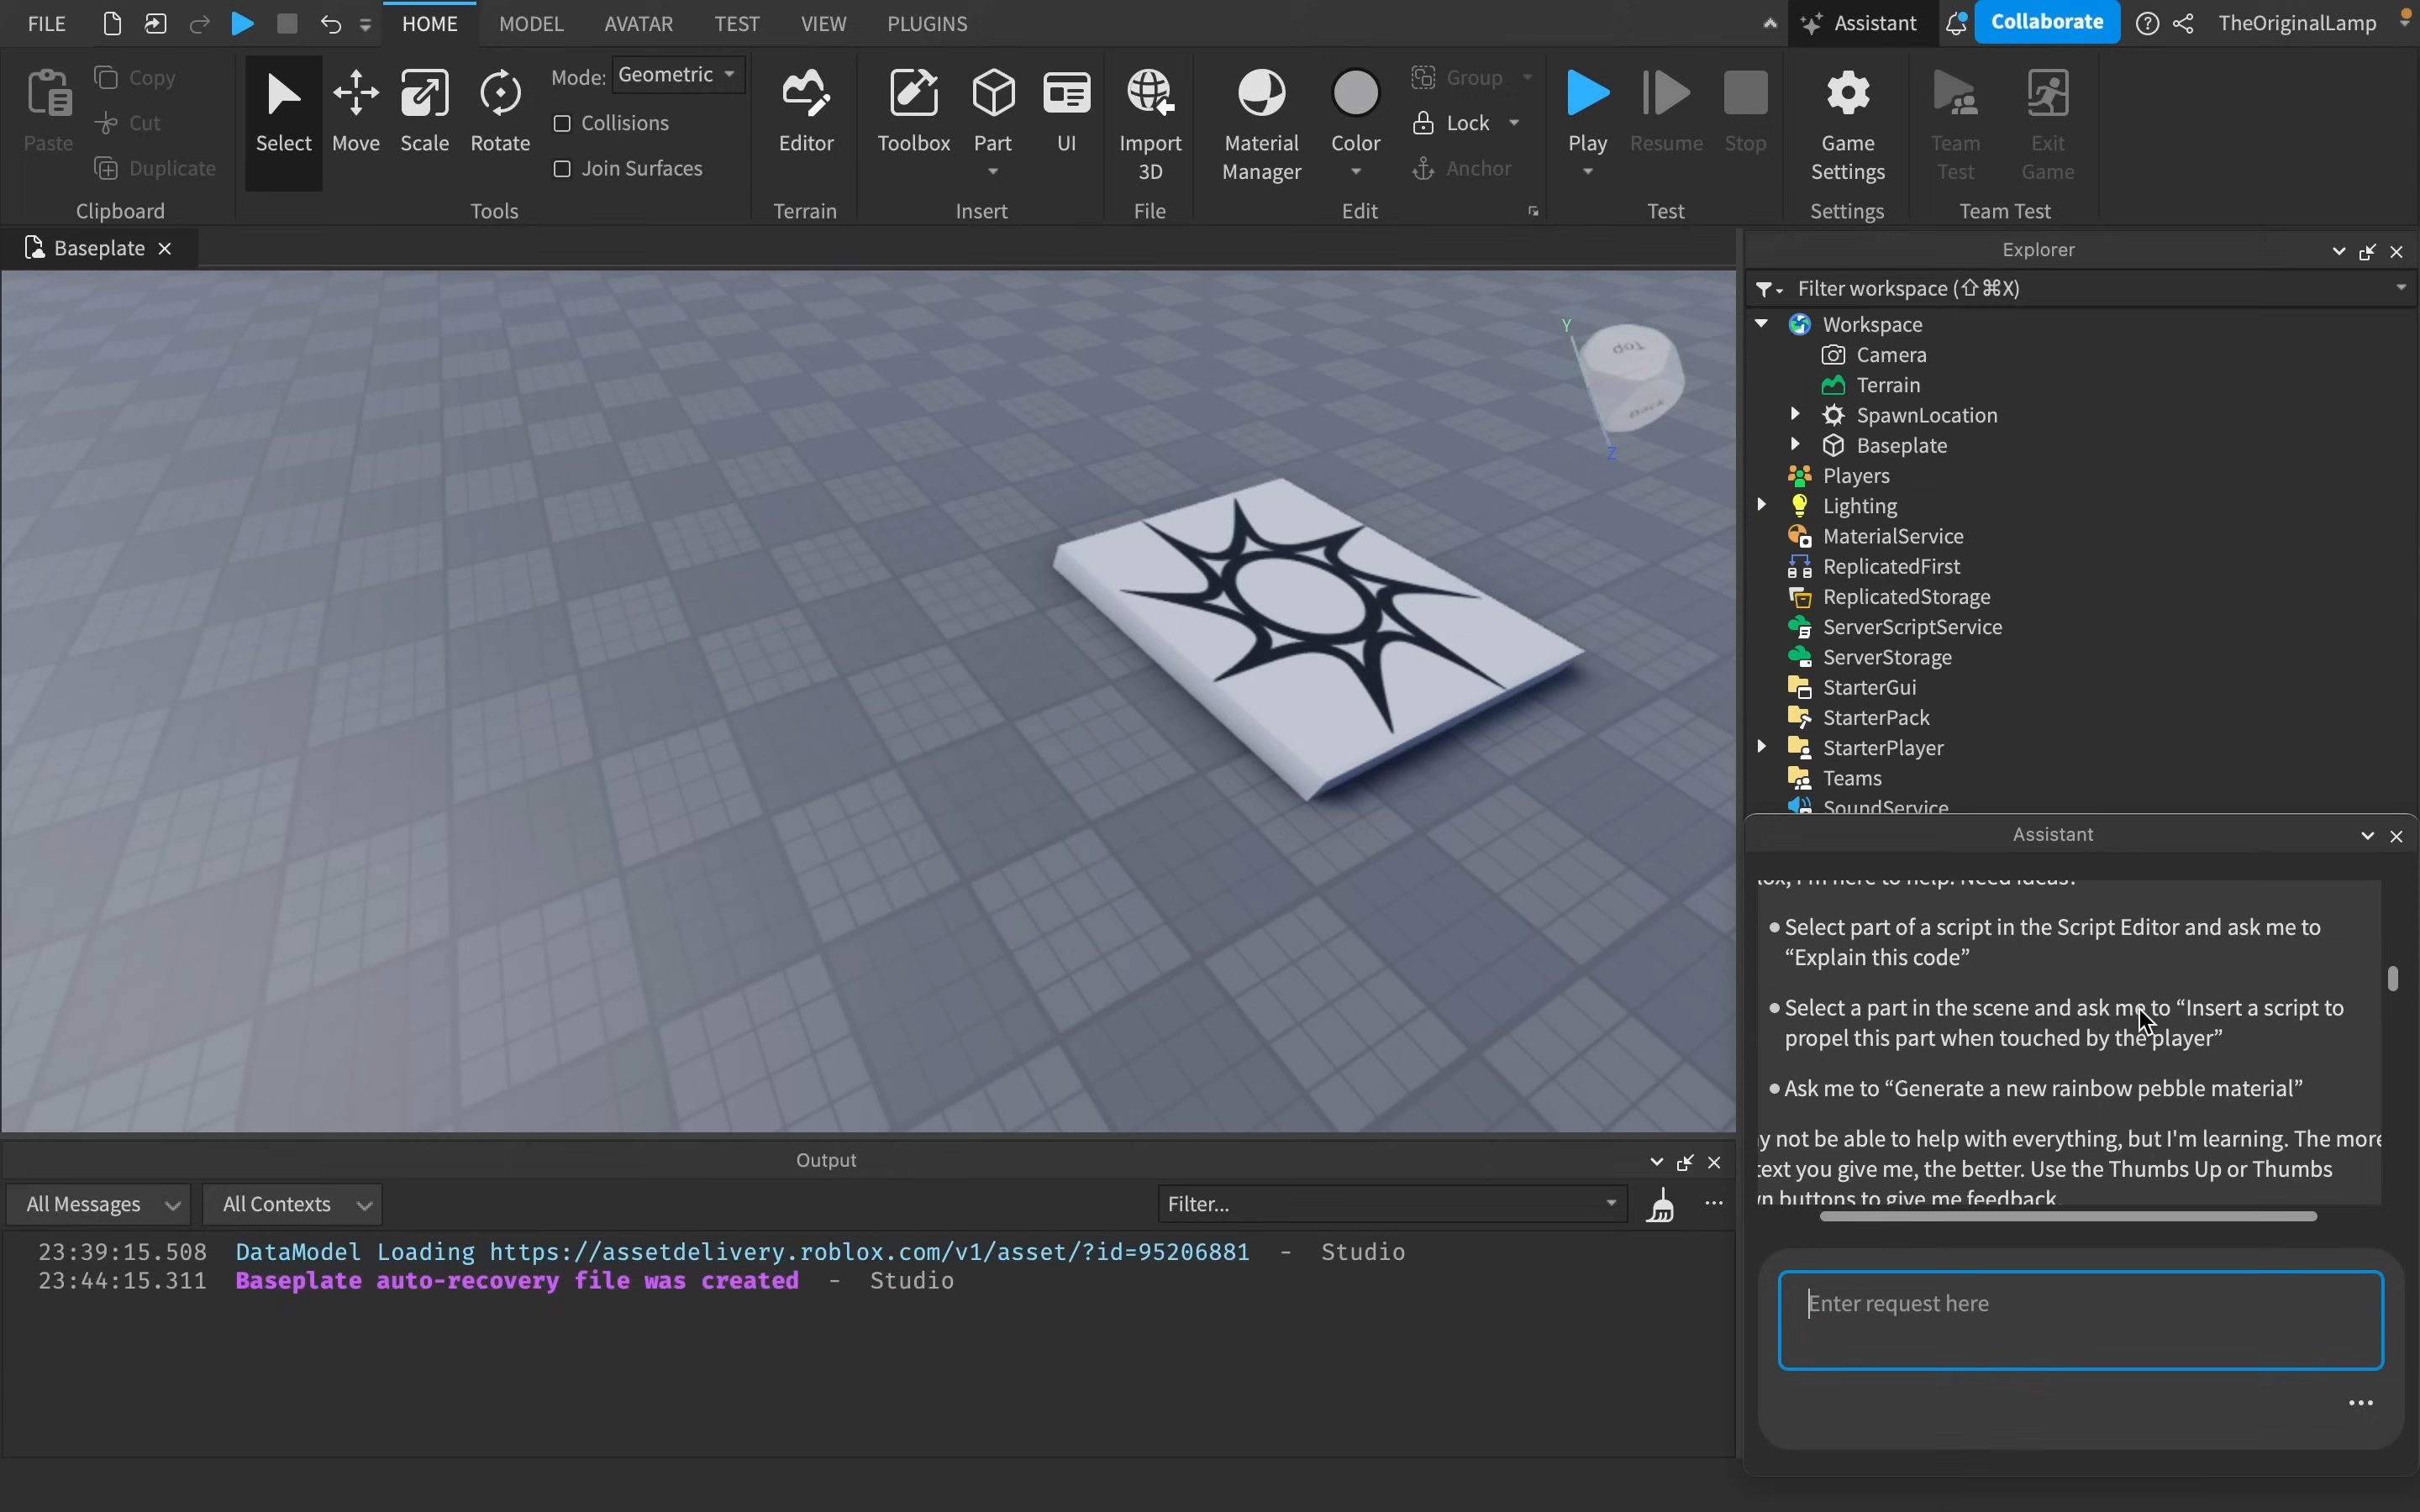 FILE
HOME
MODEL
AVATAR
TEST
VIEW
PLUGINS
Assistant
Collaborate
TheOriginalLamp
Paste
Copy
Cut
Duplicate
Clipboard
Select
Move
Scale
Rotate
Mode: Geometric
Collisions
Join Surfaces
Tools
Editor
Terrain
Toolbox
Part
UI
Insert
Import
3D
File
Material
Manager
Color
Group
Lock
Anchor
Edit
Play
Resume
Stop
Test
Game
Settings
Settings
Team
Test
Exit
Game
Team Test
Baseplate
Y
Top
Back
Z
Explorer
Filter workspace (⇧⌘X)
Workspace
Camera
Terrain
SpawnLocation
Baseplate
Players
Lighting
MaterialService
ReplicatedFirst
ReplicatedStorage
ServerScriptService
ServerStorage
StarterGui
StarterPack
StarterPlayer
Teams
SoundService
Assistant
lox, I'm here to help. Need ideas?
• Select part of a script in the Script Editor and ask me to
“Explain this code”
• Select a part in the scene and ask me to “Insert a script to
propel this part when touched by the player”
• Ask me to “Generate a new rainbow pebble material”
y not be able to help with everything, but I'm learning. The more
text you give me, the better. Use the Thumbs Up or Thumbs
n buttons to give me feedback.
Enter request here
Output
All Messages
All Contexts
Filter...
23:39:15.508 DataModel Loading https://assetdelivery.roblox.com/v1/asset/?id=95206881 - Studio
23:44:15.311 Baseplate auto-recovery file was created - Studio